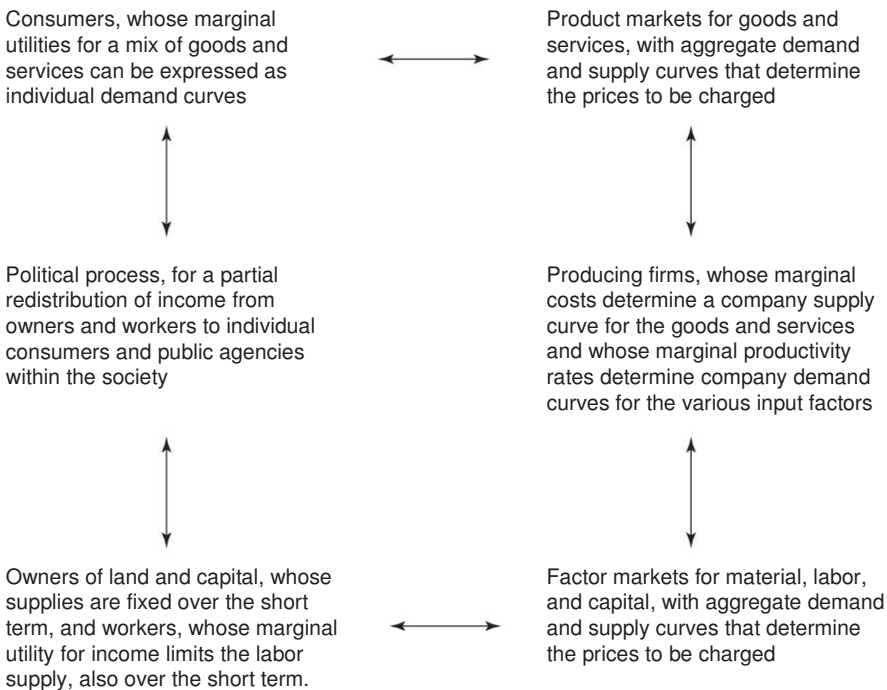 Consumers, whose marginal
utilities for a mix of goods and
services can be expressed as
individual demand curves
Product markets for goods and
services, with aggregate demand
and supply curves that determine
the prices to be charged
Political process, for a partial
redistribution of income from
owners and workers to individual
consumers and public agencies
within the society
Producing firms, whose marginal
costs determine a company supply
curve for the goods and services
and whose marginal productivity
rates determine company demand
curves for the various input factors
Owners of land and capital, whose
supplies are fixed over the short
term, and workers, whose marginal
utility for income limits the labor
supply, also over the short term.
Factor markets for material, labor,
and capital, with aggregate demand
and supply curves that determine
the prices to be charged